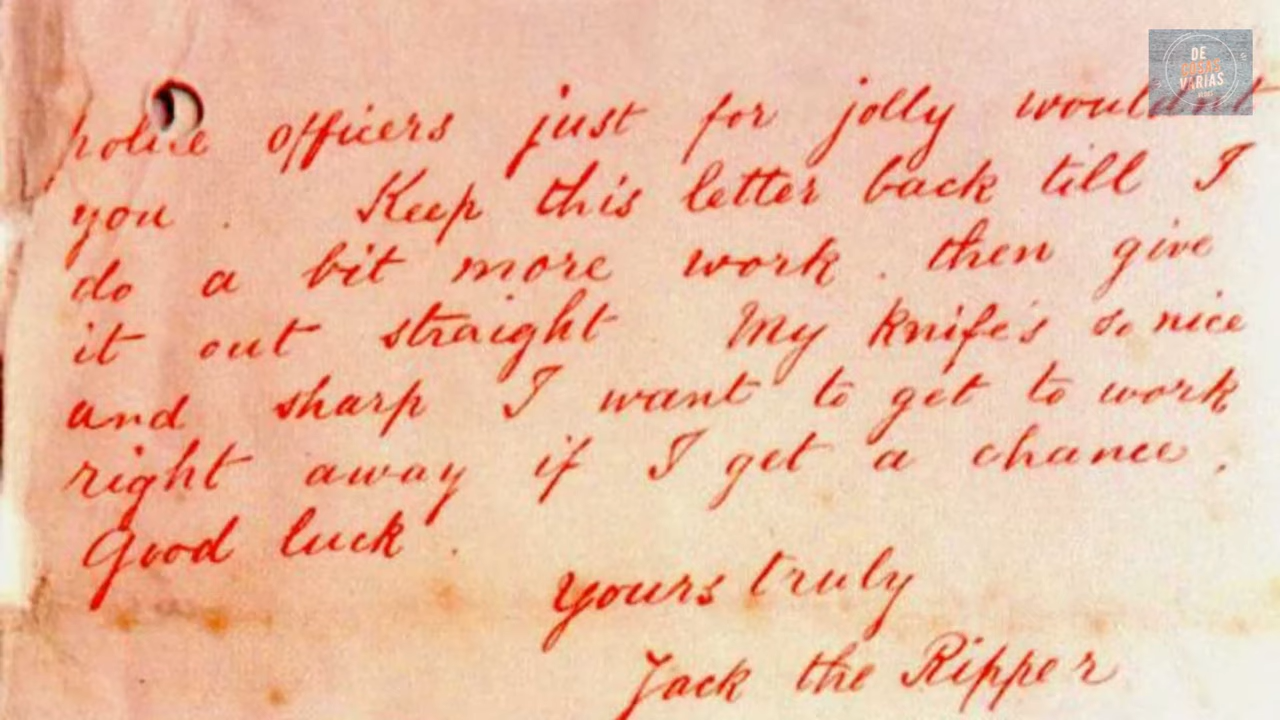 police officers just for jolly wouldnt
you . Keep this letter back till I
do a bit more work . then give
it out straight My knife's so nice
and sharp I want to get to work
right away if I get a chance .
Good luck .
yours truly
Jack the Ripper
DE
VARIAS